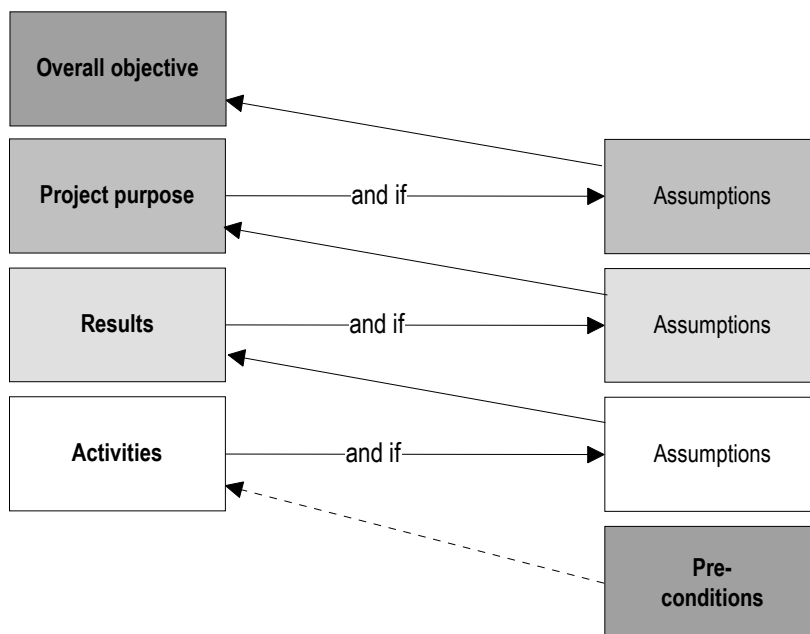 Overall objective
Project purpose
and if
Assumptions
Results
and if
Assumptions
Activities
and if
Assumptions
Pre-
conditions